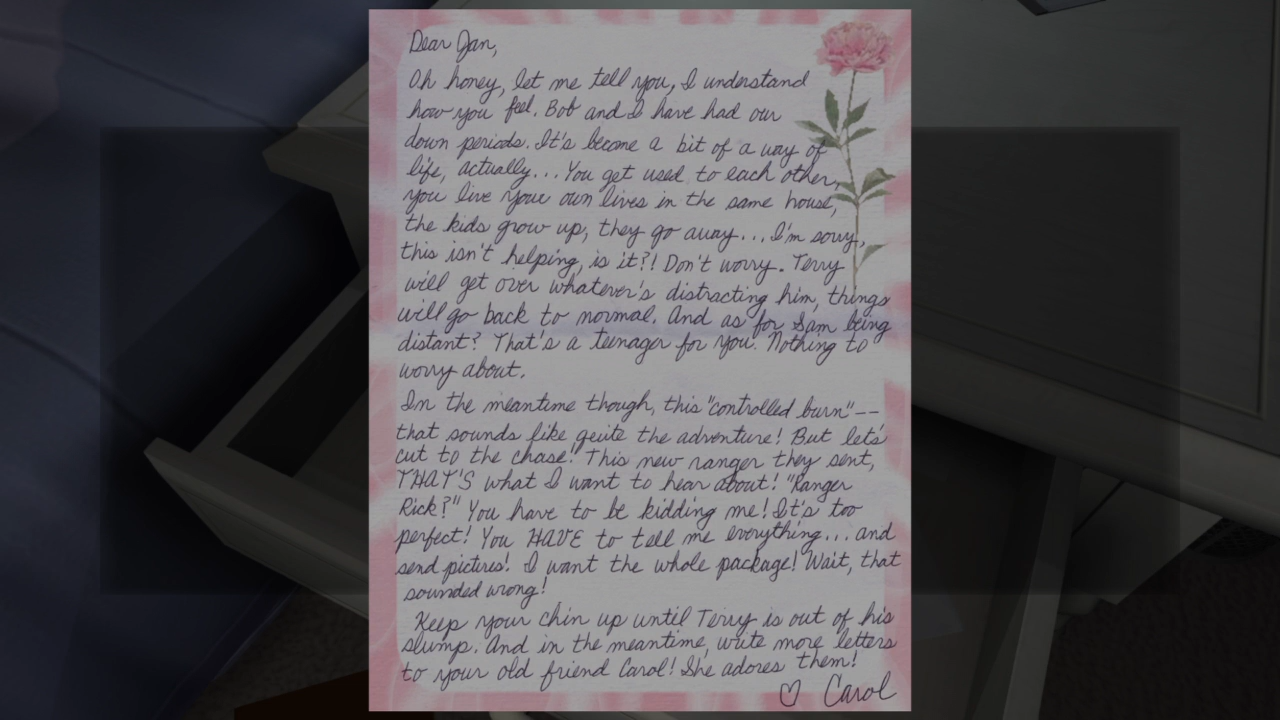 Dear Jan,
Oh honey, let me tell you, I understand
how you feel. Bob and I have had our
down periods. It's become a bit of a way of
life, actually... You get used to each other,
you live your own lives in the same house,
the kids grow up, they go away... I'm sorry,
this isn't helping, is it?! Don't worry. Terry
will get over whatever's distracting him, things
will go back to normal. And as for Sam being
distant? That's a teenager for you. Nothing to
worry about.
In the meantime though, this "controlled burn"--
that sounds like quite the adventure! But let's
cut to the chase! This new ranger they sent,
THAT'S what I want to hear about! "Ranger
Rick?" You have to be kidding me! It's too
perfect! You HAVE to tell me everything... and
send pictures! I want the whole package! Wait, that
sounded wrong!
Keep your chin up until Terry is out of his
slump. And in the meantime, write more letters
to your old friend Carol! She adores them!
♡ Carol